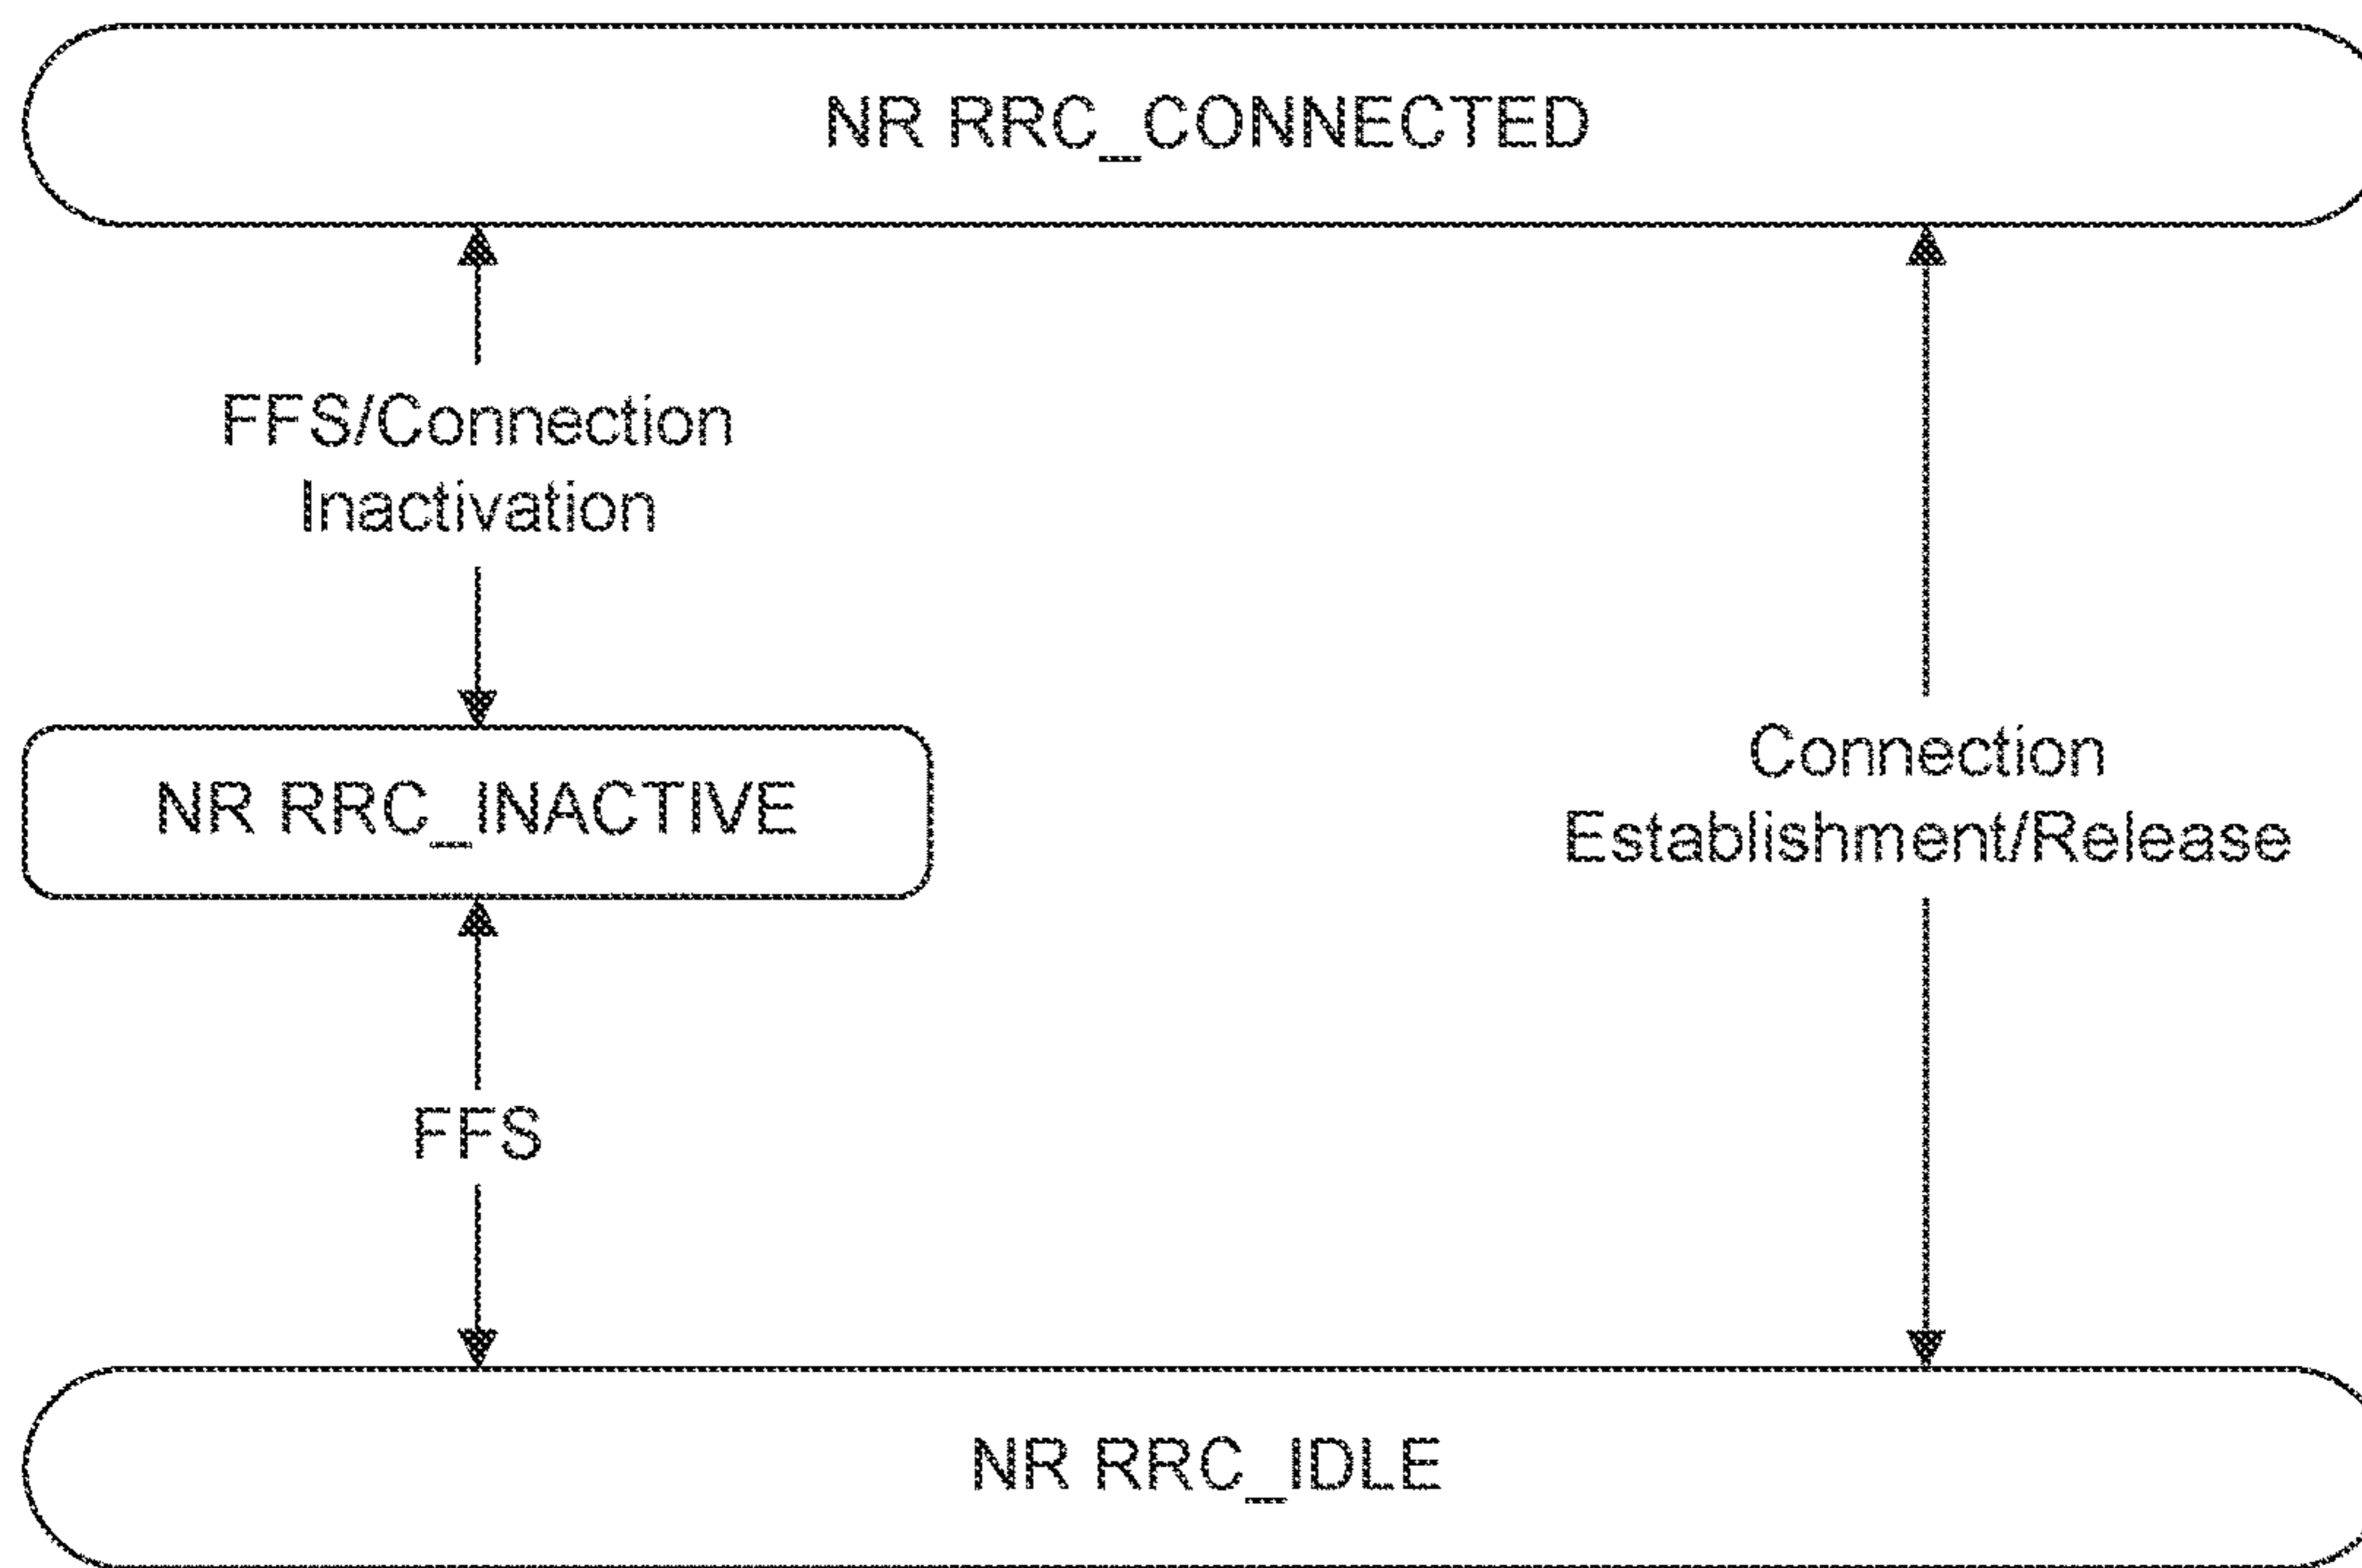 NR RRC_CONNECTED
FFS/Connection
Inactivation
NR RRC_INACTIVE
Connection
Establishment/Release
FFS
NR RRC_IDLE